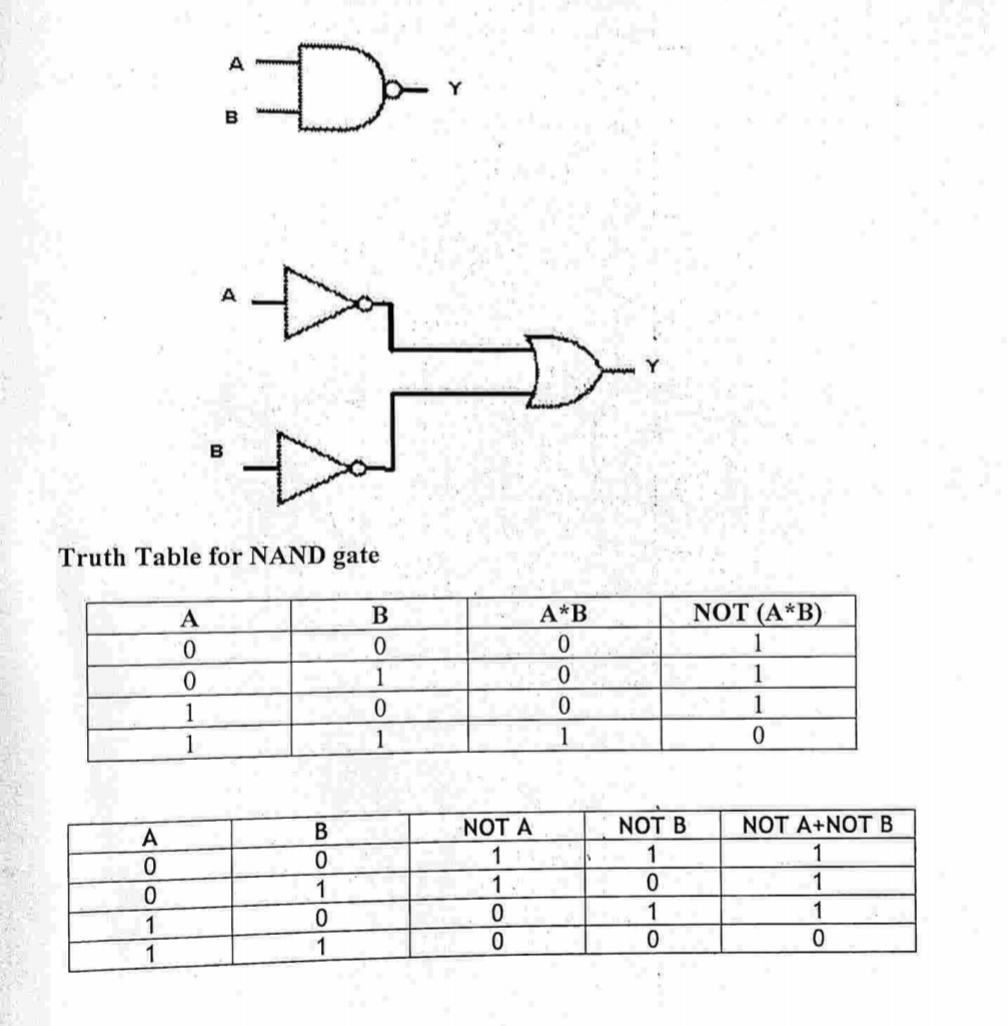 A
Y
B
A
Y
B
Truth Table for NAND gate
A B A*B NOT (A*B)
0 0 0 1
0 1 0 1
1 0 0 1
1 1 1 0
A B NOT A NOT B NOT A+NOT B
0 0 1 1 1
0 1 1 0 1
1 0 0 1 1
1 1 0 0 0